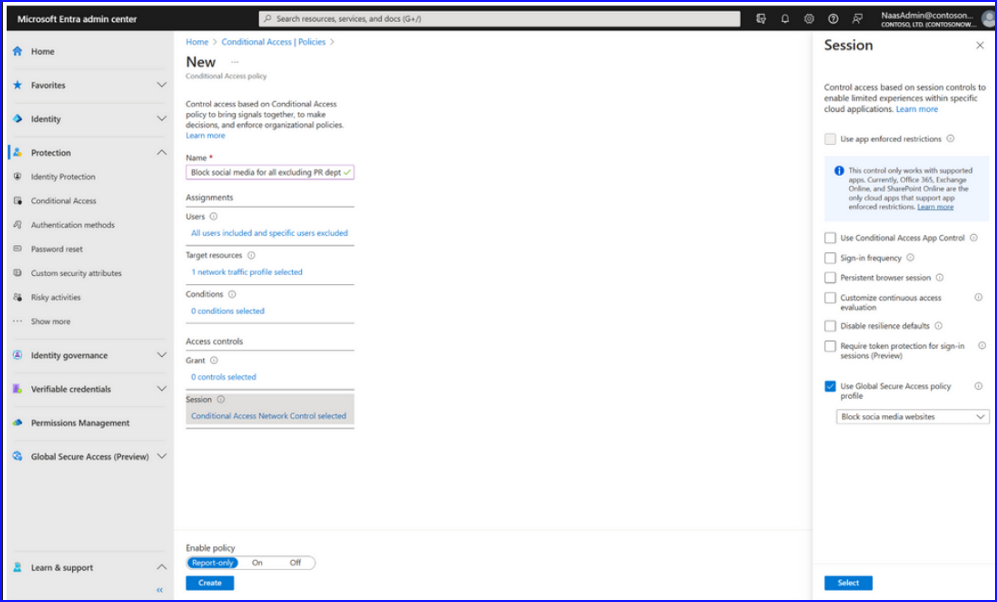 Microsoft Entra admin center
Search resources, services, and docs (G+/)
NaasAdmin@contoson...
CONTOSO, LTD. (CONTOSONOW....
Home
Favorites
Identity
Protection
Identity Protection
Conditional Access
Authentication methods
Password reset
Custom security attributes
Risky activities
Show more
Identity governance
Verifiable credentials
Permissions Management
Global Secure Access (Preview)
Learn & support
Home > Conditional Access | Policies >
New ...
Conditional Access policy
Control access based on Conditional Access
policy to bring signals together, to make
decisions, and enforce organizational policies.
Learn more
Name *
Block social media for all excluding PR dept
Assignments
Users
All users included and specific users excluded
Target resources
1 network traffic profile selected
Conditions
0 conditions selected
Access controls
Grant
0 controls selected
Session
Conditional Access Network Control selected
Enable policy
Report-only On Off
Create
Session
Control access based on session controls to
enable limited experiences within specific
cloud applications. Learn more
Use app enforced restrictions
This control only works with supported
apps. Currently, Office 365, Exchange
Online, and SharePoint Online are the
only cloud apps that support app
enforced restrictions. Learn more
Use Conditional Access App Control
Sign-in frequency
Persistent browser session
Customize continuous access
evaluation
Disable resilience defaults
Require token protection for sign-in
sessions (Preview)
Use Global Secure Access policy
profile
Block socia media websites
Select